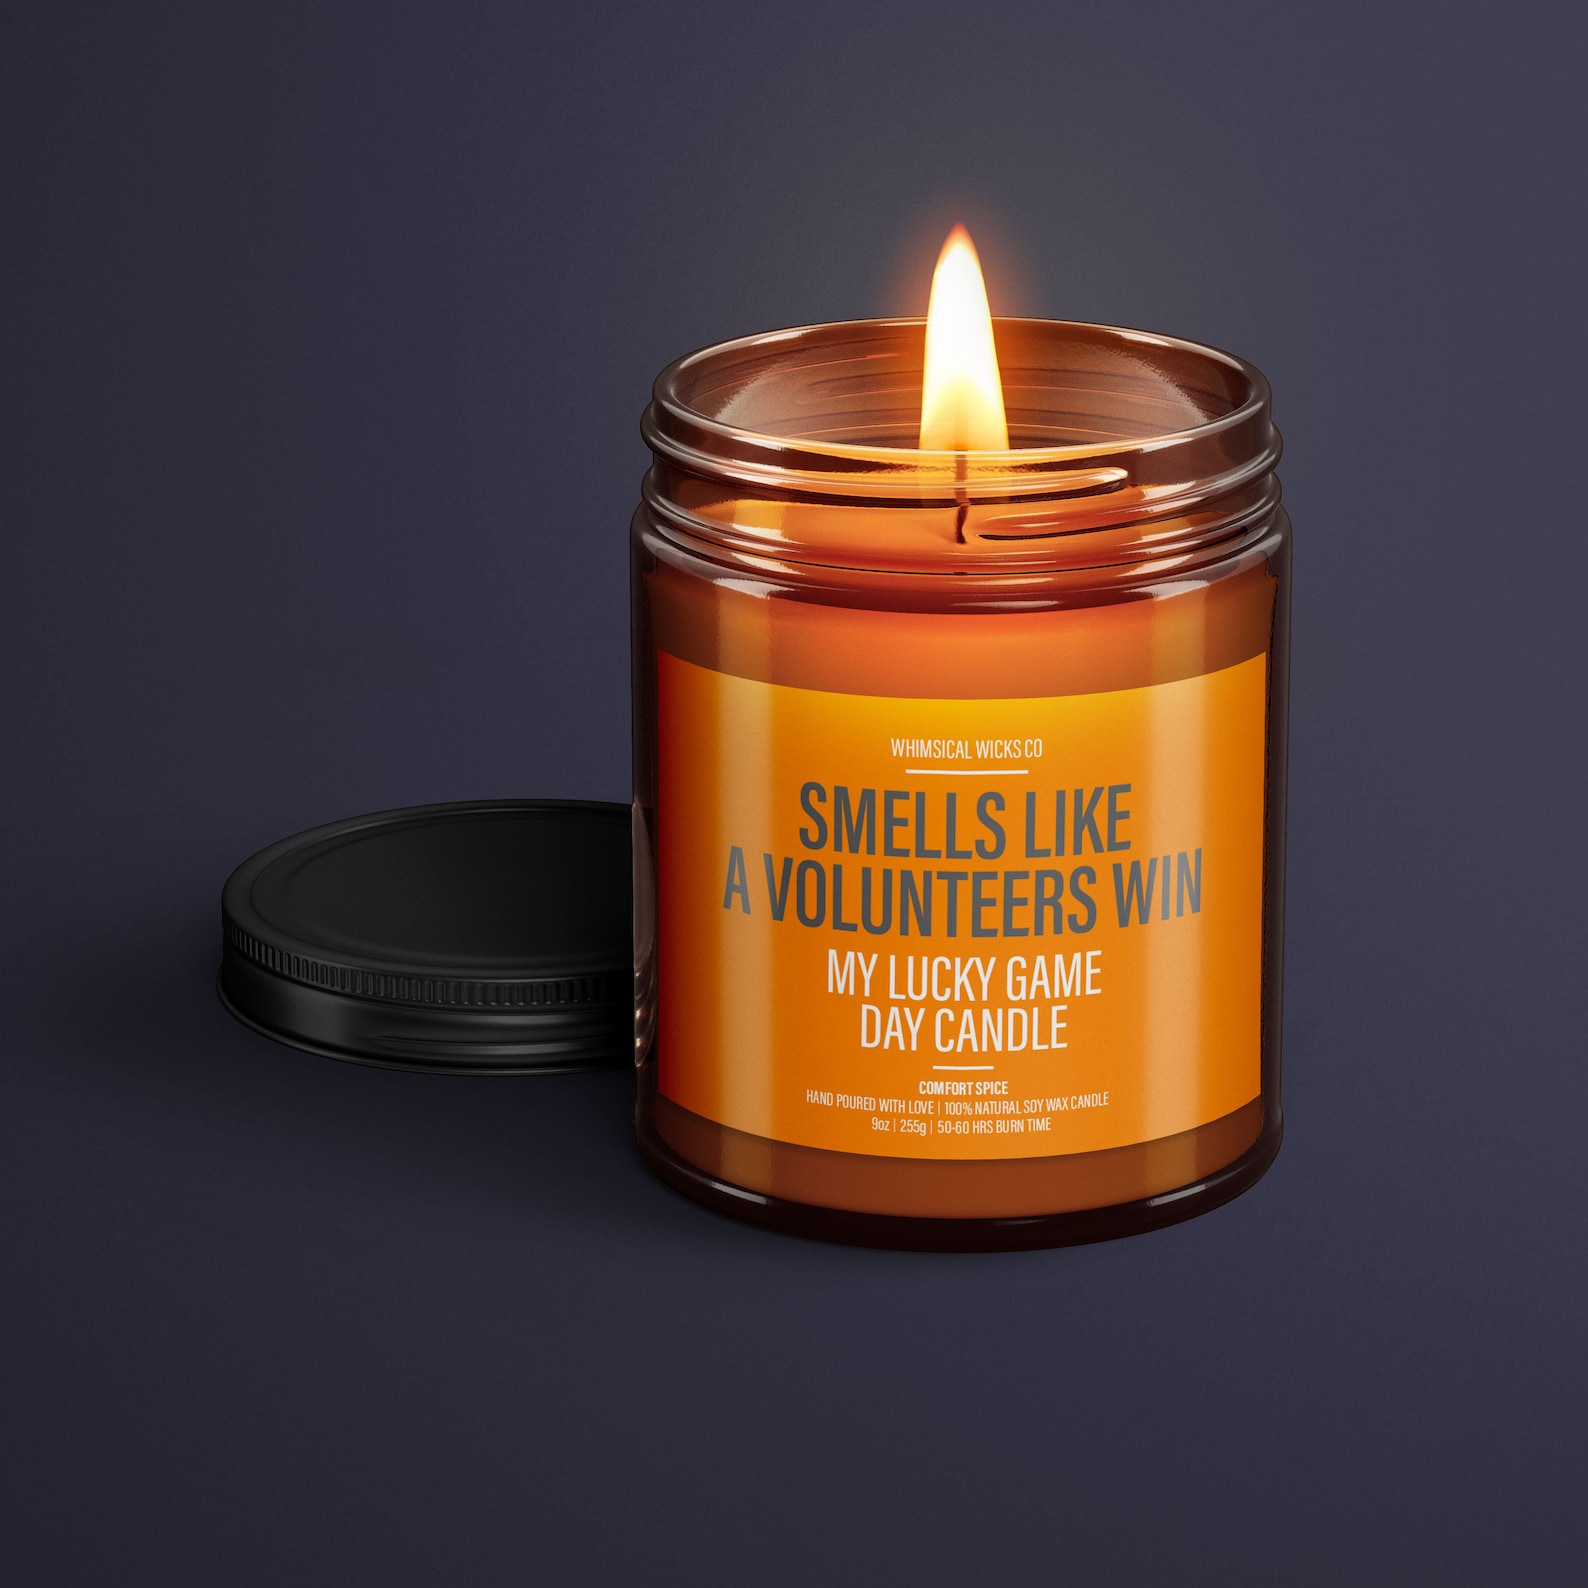 WHIMSICAL WICKS CO
SMELLS LIKE
A VOLUNTEERS WIN
MY LUCKY GAME
DAY CANDLE
COMFORT SPICE
HAND POURED WITH LOVE | 100% NATURAL SOY WAX CANDLE
9oz | 255g | 50-60 HRS BURN TIME